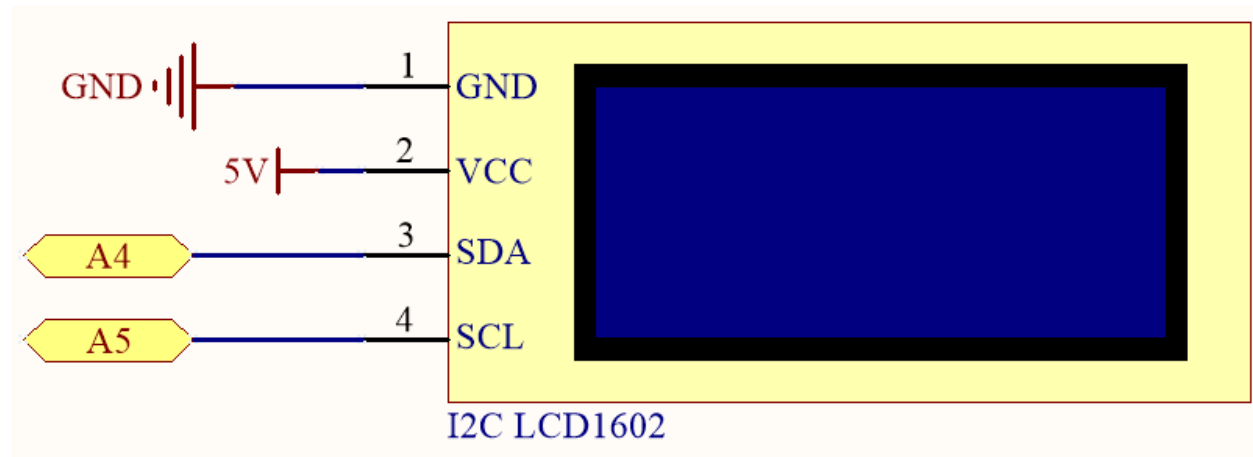 GND 1 GND
5V 2 VCC
A4 3 SDA
A5 4 SCL
I2C LCD1602